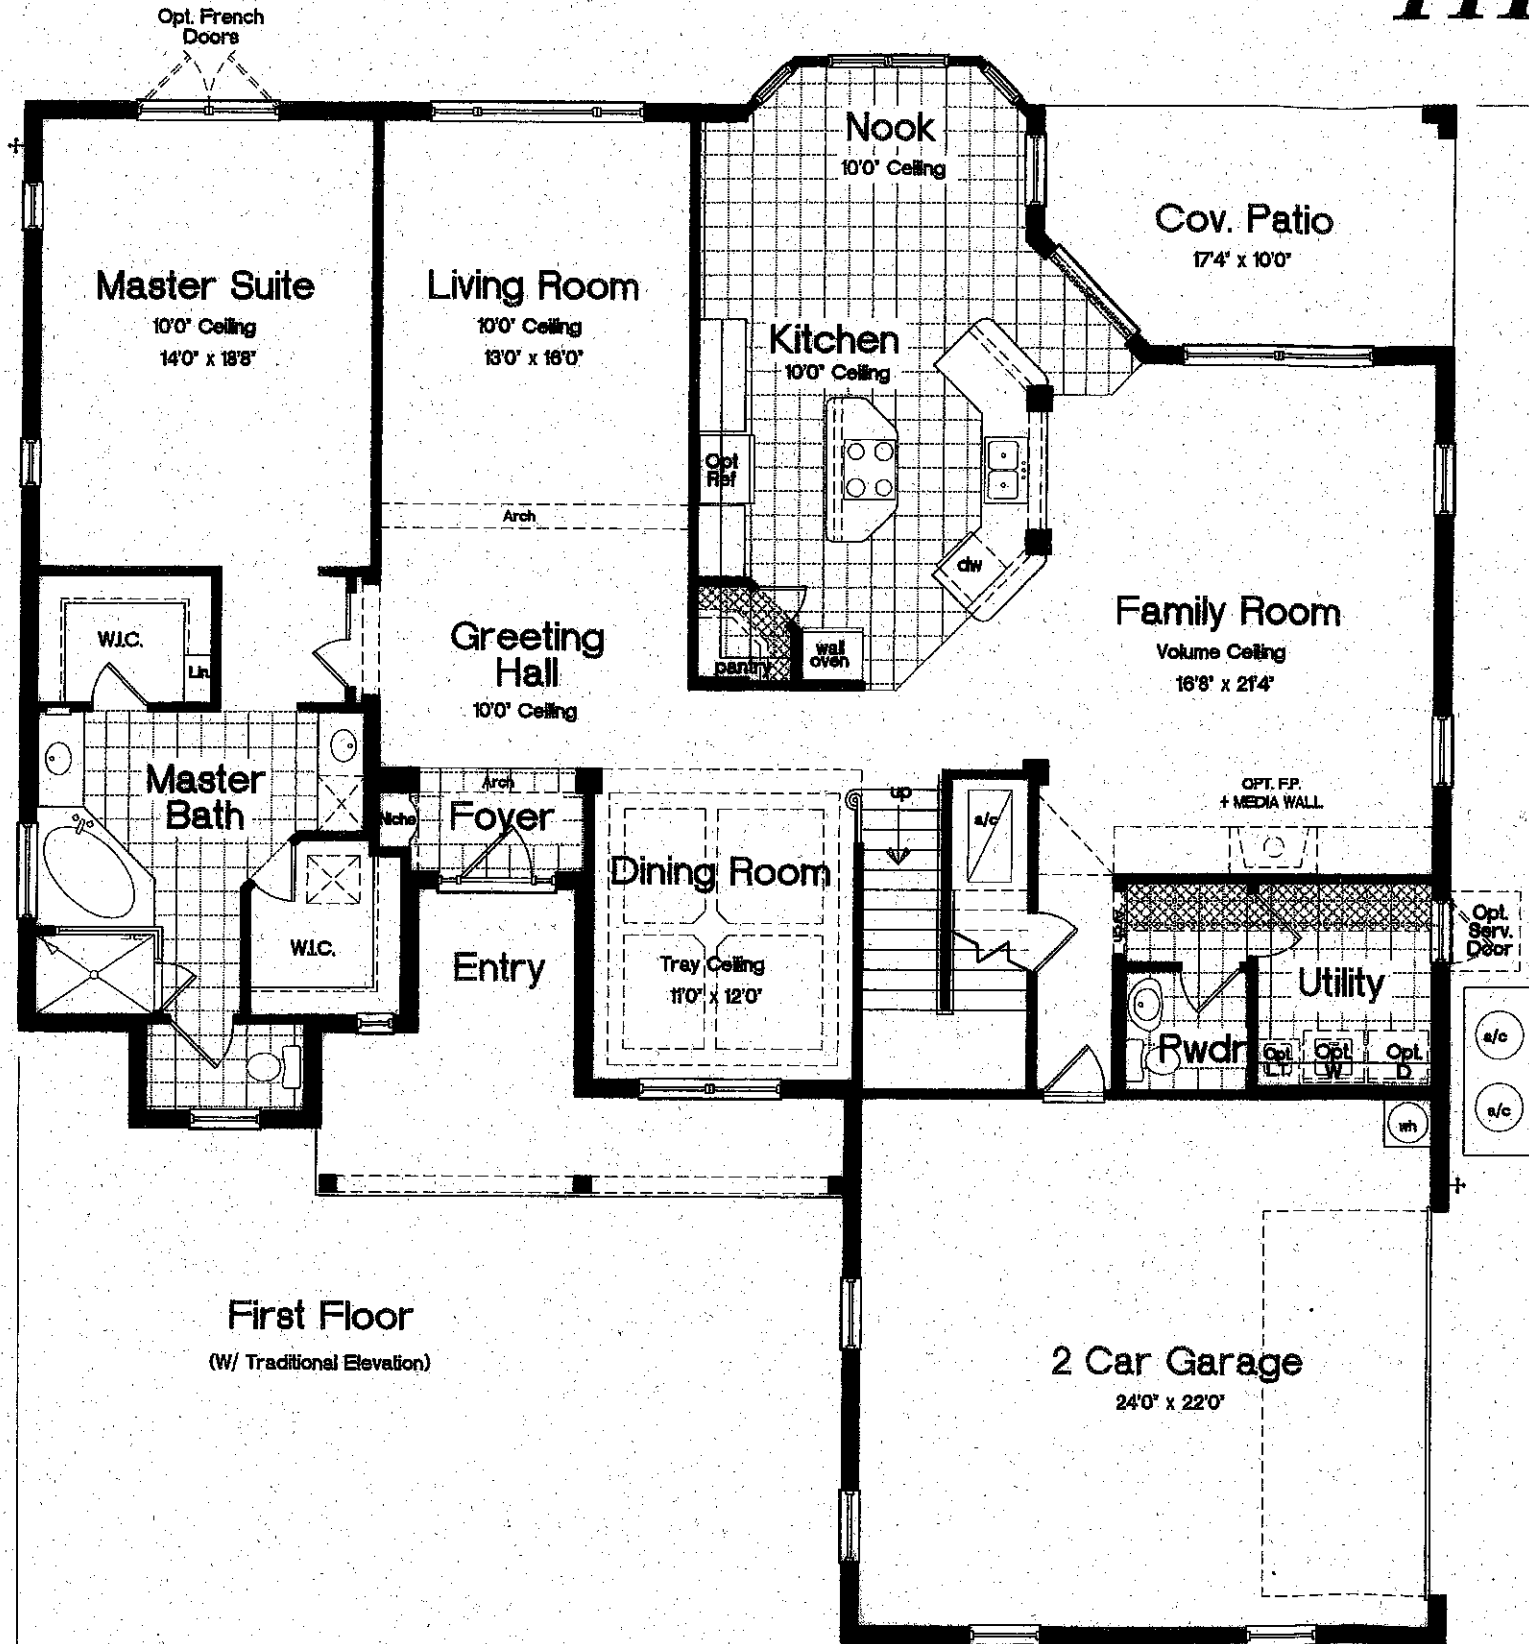 Opt. French
Doors
Nook
10'0" Ceiling
Cov. Patio
17'4" x 10'0"
Master Suite
10'0" Ceiling
14'0" x 18'8"
Living Room
10'0" Ceiling
13'0" x 16'0"
Kitchen
10'0" Ceiling
Opt
Ref
Arch
dw
W.I.C.
Lin.
Greeting
Hall
10'0" Ceiling
pantry
wall
oven
Family Room
Volume Ceiling
16'8" x 21'4"
Master
Bath
Arch
Niche
Foyer
up
a/c
OPT. F.P.
+ MEDIA WALL
Dining Room
Tray Ceiling
11'0" x 12'0"
W.I.C.
Entry
Opt.
Serv.
Door
Utility
Pwdr
Opt
LT
Opt
W
Opt.
D
a/c
a/c
wh
First Floor
(W/ Traditional Elevation)
2 Car Garage
24'0" x 22'0"